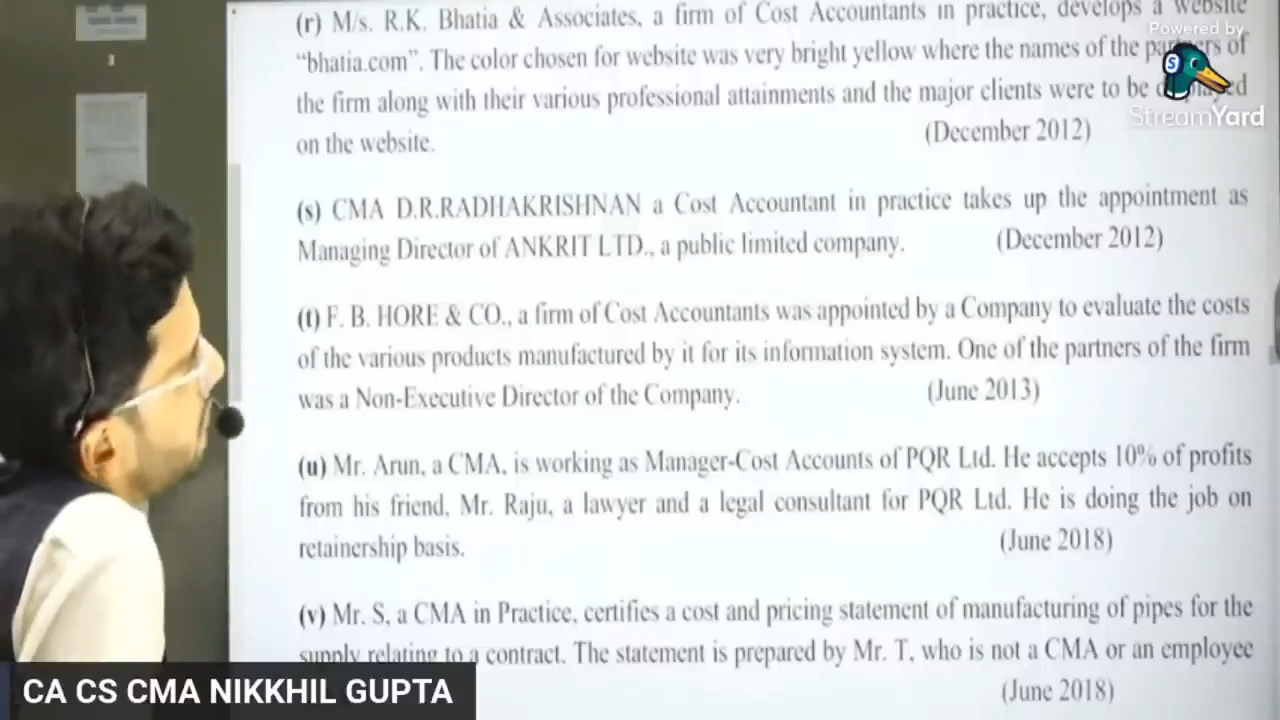 (r) M/s. R.K. Bhatia & Associates, a firm of Cost Accountants in practice, develops a website
Powered by
"bhatia.com". The color chosen for website was very bright yellow where the names of the partners of
the firm along with their various professional attainments and the major clients were to be displayed
StreamYard
on the website. (December 2012)
(s) CMA D.R.RADHAKRISHNAN a Cost Accountant in practice takes up the appointment as
Managing Director of ANKRIT LTD., a public limited company. (December 2012)
(t) F. B. HORE & CO., a firm of Cost Accountants was appointed by a Company to evaluate the costs
of the various products manufactured by it for its information system. One of the partners of the firm
was a Non-Executive Director of the Company. (June 2013)
(u) Mr. Arun, a CMA, is working as Manager-Cost Accounts of PQR Ltd. He accepts 10% of profits
from his friend, Mr. Raju, a lawyer and a legal consultant for PQR Ltd. He is doing the job on
retainership basis. (June 2018)
(v) Mr. S, a CMA in Practice, certifies a cost and pricing statement of manufacturing of pipes for the
supply relating to a contract. The statement is prepared by Mr. T, who is not a CMA or an employee
(June 2018)
CA CS CMA NIKKHIL GUPTA